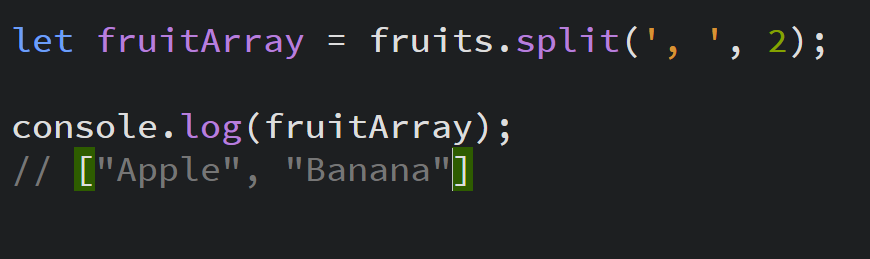 let fruitArray = fruits.split(', ', 2);
console.log(fruitArray);
// ["Apple", "Banana"]